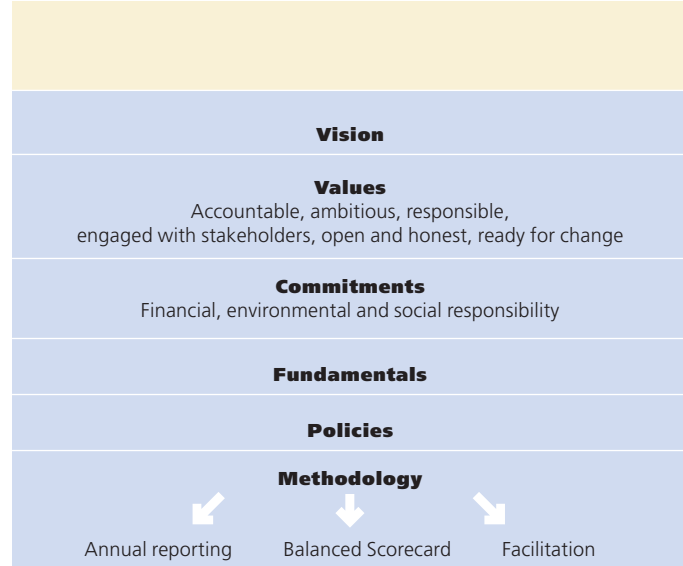 Vision
Values
Accountable, ambitious, responsible,
engaged with stakeholders, open and honest, ready for change
Commitments
Financial, environmental and social responsibility
Fundamentals
Policies
Methodology
Annual reporting Balanced Scorecard Facilitation